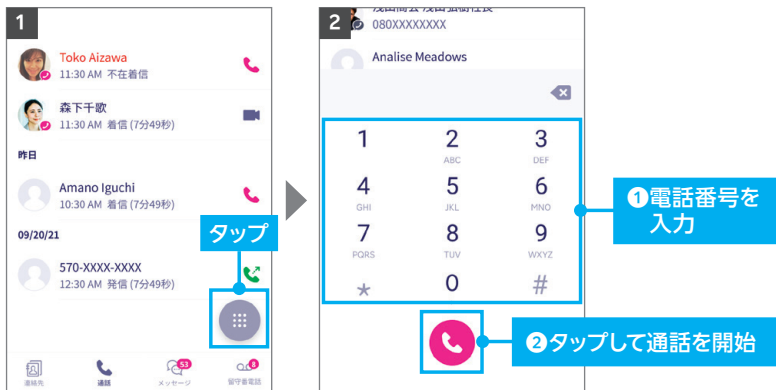 1
Toko Aizawa
11:30 AM 不在着信
森下千歌
11:30 AM 着信 (7分49秒)
昨日
Amano Iguchi
10:30 AM 着信 (7分49秒)
09/20/21
タップ
570-XXXX-XXXX
12:30 AM 発信 (7分49秒)
連絡先
通話
53
メッセージ
8
留守番電話
2
080XXXXXXXX
Analise Meadows
1
2
ABC
3
DEF
4
GHI
5
JKL
6
MNO
7
PQRS
8
TUV
9
WXYZ
*
0
#
❶電話番号を
入力
❷タップして通話を開始